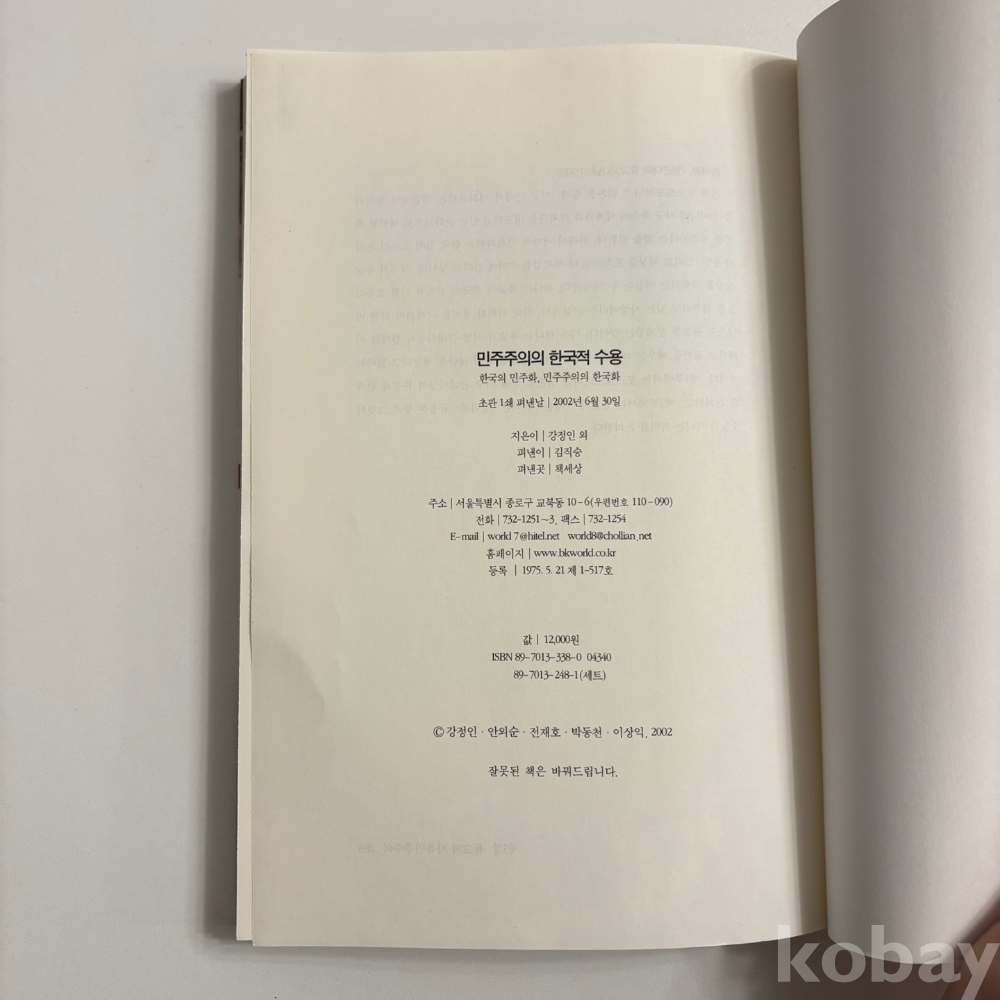 민주주의의 한국적 수용
한국의 민주화, 민주주의의 한국화
초판 1쇄 펴낸날 | 2002년 6월 30일
지은이 | 강정인 외
펴낸이 | 김직승
펴낸곳 | 책세상
주소 | 서울특별시 종로구 교북동 10-6(우편번호 110-090)
전화 | 732-1251~3, 팩스 | 732-1254
E-mail | world 7@hitel.net world8@chollian.net
홈페이지 | www.bkworld.co.kr
등록 | 1975. 5. 21 제 1-517호
값 | 12,000원
ISBN 89-7013-338-0 04340
89-7013-248-1(세트)
© 강정인·안외순·전재호·박동천·이상익, 2002
잘못된 책은 바꿔드립니다.
kobay